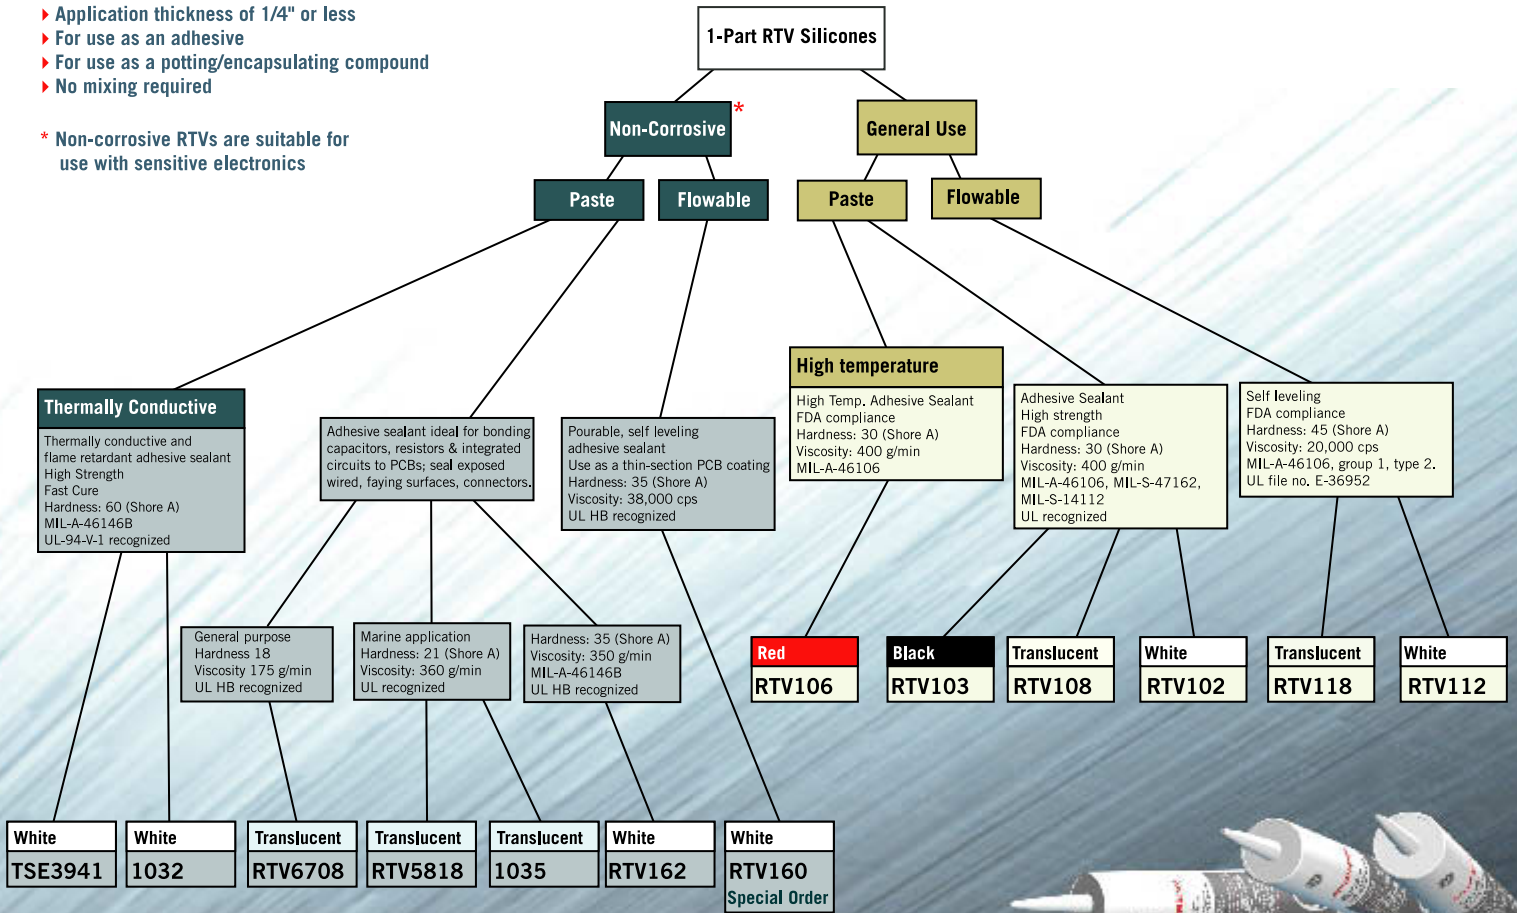 Application thickness of 1/4" or less
For use as an adhesive
For use as a potting/encapsulating compound
No mixing required
* Non-corrosive RTVs are suitable for
use with sensitive electronics
1-Part RTV Silicones
Non-Corrosive *
General Use
Paste
Flowable
Paste
Flowable
Thermally Conductive
Thermally conductive and
flame retardant adhesive sealant
High Strength
Fast Cure
Hardness: 60 (Shore A)
MIL-A-46146B
UL-94-V-1 recognized
Adhesive sealant ideal for bonding
capacitors, resistors & integrated
circuits to PCBs; seal exposed
wired, faying surfaces, connectors.
Pourable, self leveling
adhesive sealant
Use as a thin-section PCB coating
Hardness: 35 (Shore A)
Viscosity: 38,000 cps
UL HB recognized
High temperature
High Temp. Adhesive Sealant
FDA compliance
Hardness: 30 (Shore A)
Viscosity: 400 g/min
MIL-A-46106
Adhesive Sealant
High strength
FDA compliance
Hardness: 30 (Shore A)
Viscosity: 400 g/min
MIL-A-46106, MIL-S-47162,
MIL-S-14112
UL recognized
Self leveling
FDA compliance
Hardness: 45 (Shore A)
Viscosity: 20,000 cps
MIL-A-46106, group 1, type 2.
UL file no. E-36952
General purpose
Hardness 18
Viscosity 175 g/min
UL HB recognized
Marine application
Hardness: 21 (Shore A)
Viscosity: 360 g/min
UL recognized
Hardness: 35 (Shore A)
Viscosity: 350 g/min
MIL-A-46146B
UL HB recognized
Red
RTV106
Black
RTV103
Translucent
RTV108
White
RTV102
Translucent
RTV118
White
RTV112
White
TSE3941
White
1032
Translucent
RTV6708
Translucent
RTV5818
Translucent
1035
White
RTV162
White
RTV160
Special Order